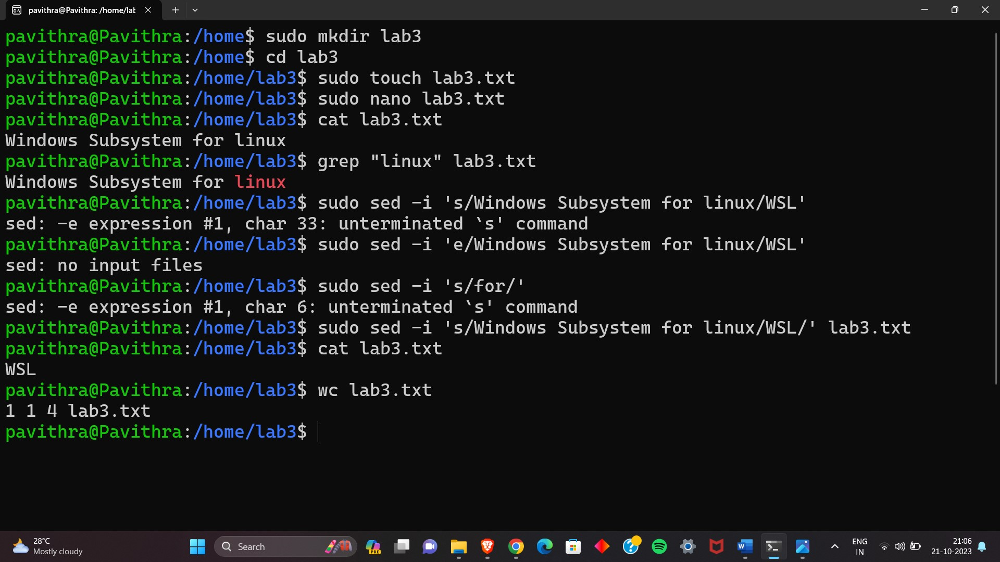 pavithra@Pavithra: /home/lab
pavithra@Pavithra:/home$ sudo mkdir lab3
pavithra@Pavithra:/home$ cd lab3
pavithra@Pavithra:/home/lab3$ sudo touch lab3.txt
pavithra@Pavithra:/home/lab3$ sudo nano lab3.txt
pavithra@Pavithra:/home/lab3$ cat lab3.txt
Windows Subsystem for linux
pavithra@Pavithra:/home/lab3$ grep "linux" lab3.txt
Windows Subsystem for linux
pavithra@Pavithra:/home/lab3$ sudo sed -i 's/Windows Subsystem for linux/WSL'
sed: -e expression #1, char 33: unterminated `s' command
pavithra@Pavithra:/home/lab3$ sudo sed -i 'e/Windows Subsystem for linux/WSL'
sed: no input files
pavithra@Pavithra:/home/lab3$ sudo sed -i 's/for/'
sed: -e expression #1, char 6: unterminated `s' command
pavithra@Pavithra:/home/lab3$ sudo sed -i 's/Windows Subsystem for linux/WSL/' lab3.txt
pavithra@Pavithra:/home/lab3$ cat lab3.txt
WSL
pavithra@Pavithra:/home/lab3$ wc lab3.txt
1 1 4 lab3.txt
pavithra@Pavithra:/home/lab3$
28°C
Mostly cloudy
Search
PRE
ENG
IN
21:06
21-10-2023